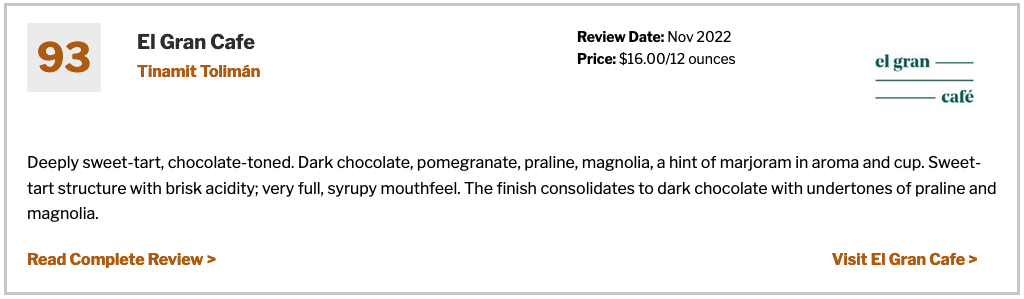 93
El Gran Cafe
Tinamit Tolimán
Review Date: Nov 2022
Price: $16.00/12 ounces
el gran
café
Deeply sweet-tart, chocolate-toned. Dark chocolate, pomegranate, praline, magnolia, a hint of marjoram in aroma and cup. Sweet-
tart structure with brisk acidity; very full, syrupy mouthfeel. The finish consolidates to dark chocolate with undertones of praline and
magnolia.
Read Complete Review >
Visit El Gran Cafe >